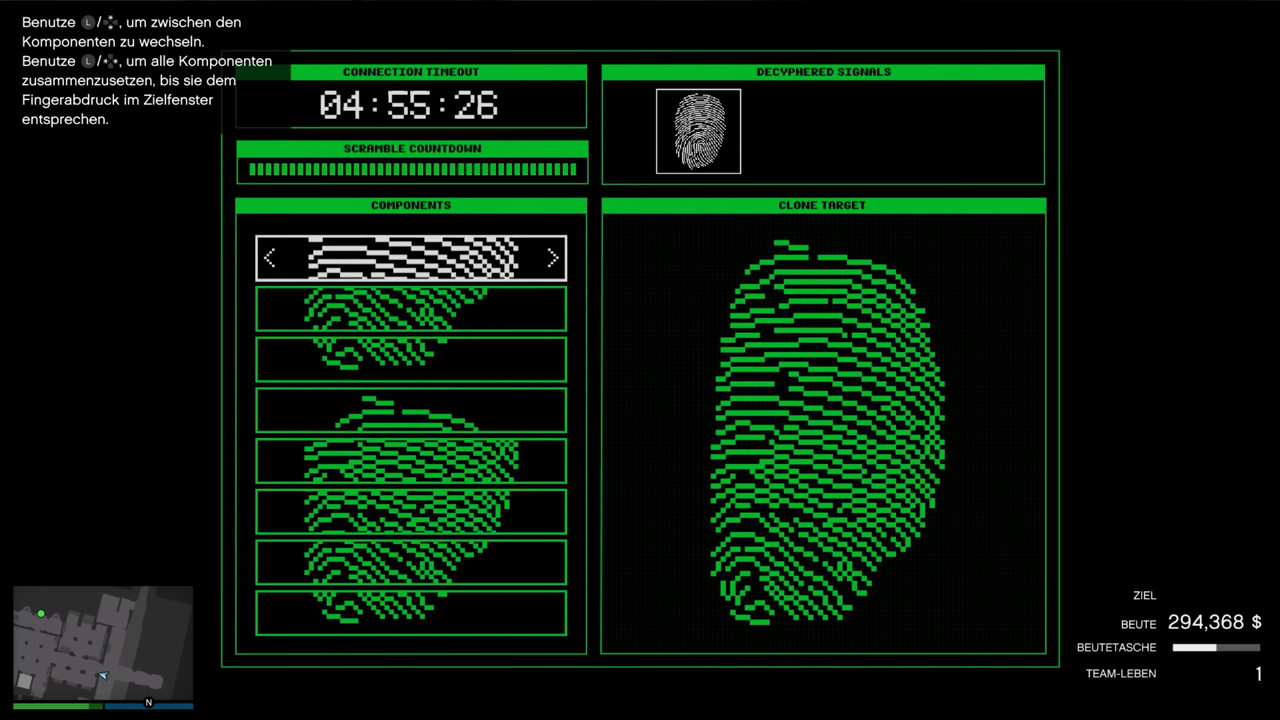 Benutze L/, um zwischen den
Komponenten zu wechseln.
Benutze L/, um alle Komponenten
zusammenzusetzen, bis sie dem
Fingerabdruck im Zielfenster
entsprechen.
CONNECTION TIMEOUT
04:55:26
SCRAMBLE COUNTDOWN
DECYPHERED SIGNALS
COMPONENTS
CLONE TARGET
< >
N
ZIEL
BEUTE 294,368 $
BEUTETASCHE
TEAM-LEBEN 1